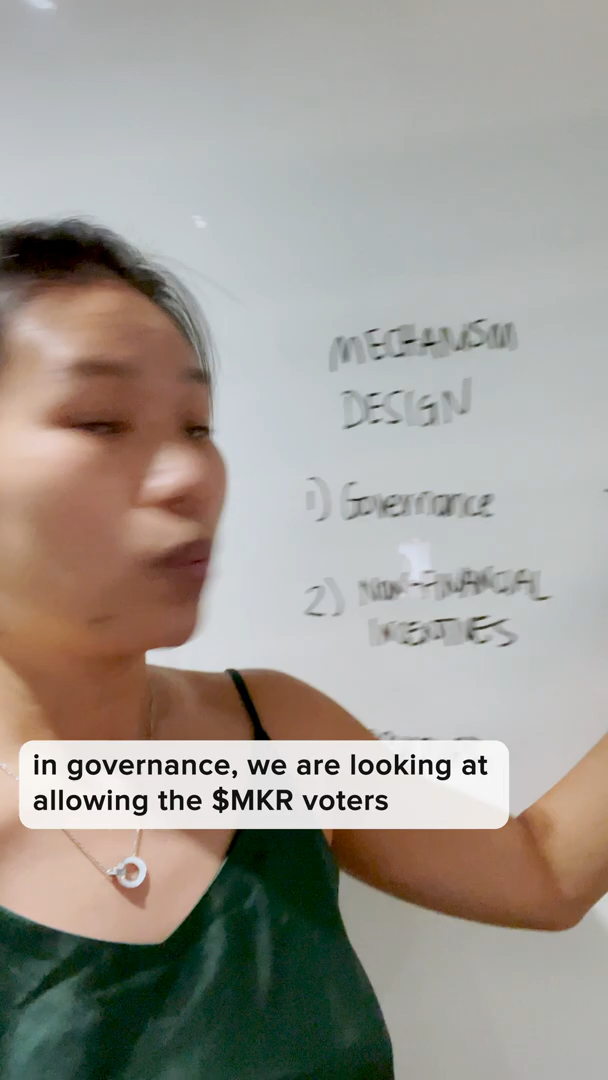 MECHANISM
DESIGN
1) Governance
2) NON-FINANCIAL
INCENTIVES
in governance, we are looking at
allowing the $MKR voters